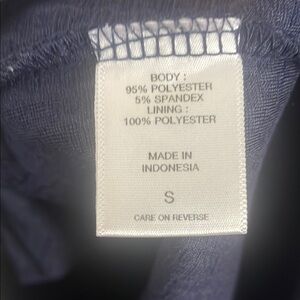 BODY :
95% POLYESTER
5% SPANDEX
LINING :
100% POLYESTER
MADE IN
INDONESIA
S
CARE ON REVERSE